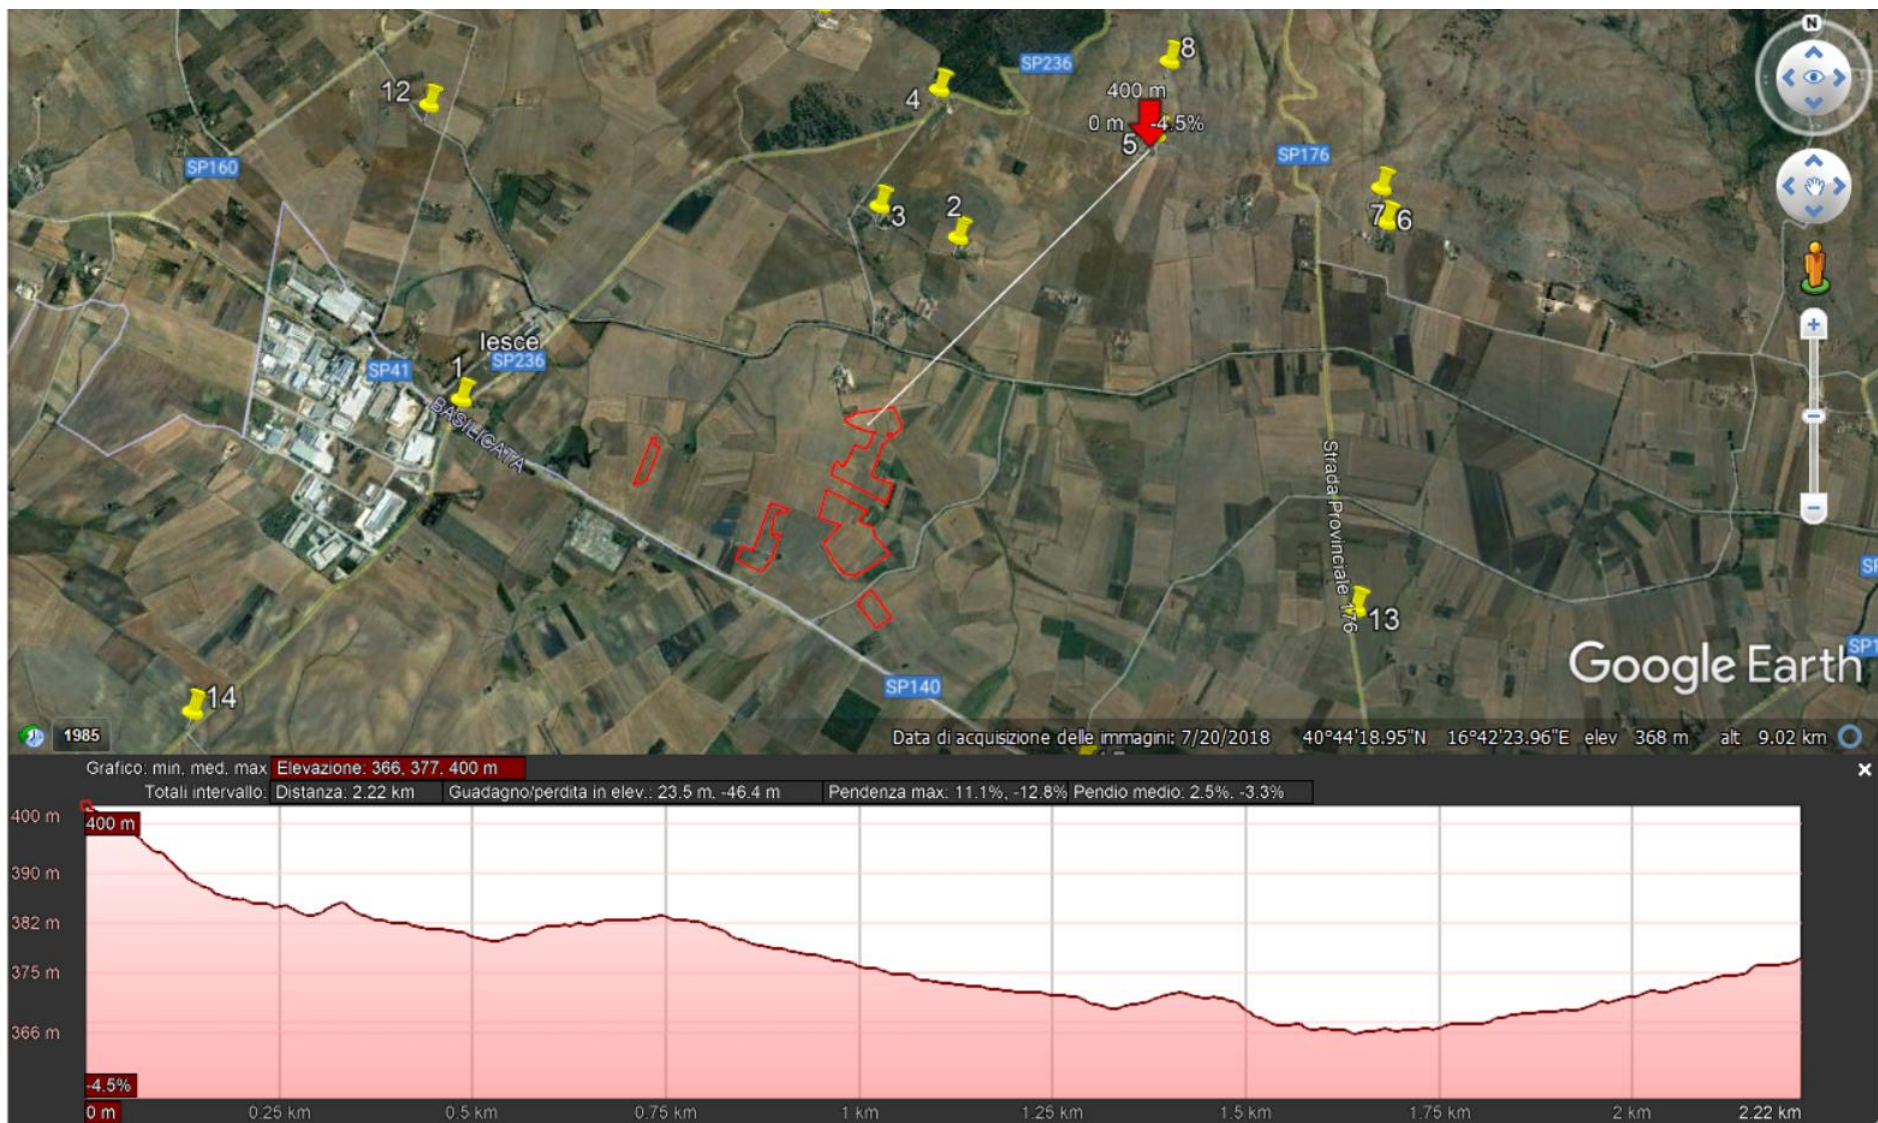 N
8
SP236
12
4
400 m
0 m -4.5%
5
SP160
SP176
3
2
7 6
Iesce
SP236
SP41
1
BASILICATA
Strada Provinciale 176
13
Google Earth
SP140
14
1985
Data di acquisizione delle immagini: 7/20/2018 40°44'18.95"N 16°42'23.96"E elev 368 m alt 9.02 km
Grafico: min, med, max Elevazione: 366, 377, 400 m
Totali intervallo: Distanza: 2.22 km Guadagno/perdita in elev.: 23.5 m, -46.4 m Pendenza max: 11.1%, -12.8% Pendio medio: 2.5%, -3.3%
400 m
400 m
390 m
382 m
375 m
366 m
-4.5%
0 m 0.25 km 0.5 km 0.75 km 1 km 1.25 km 1.5 km 1.75 km 2 km 2.22 km